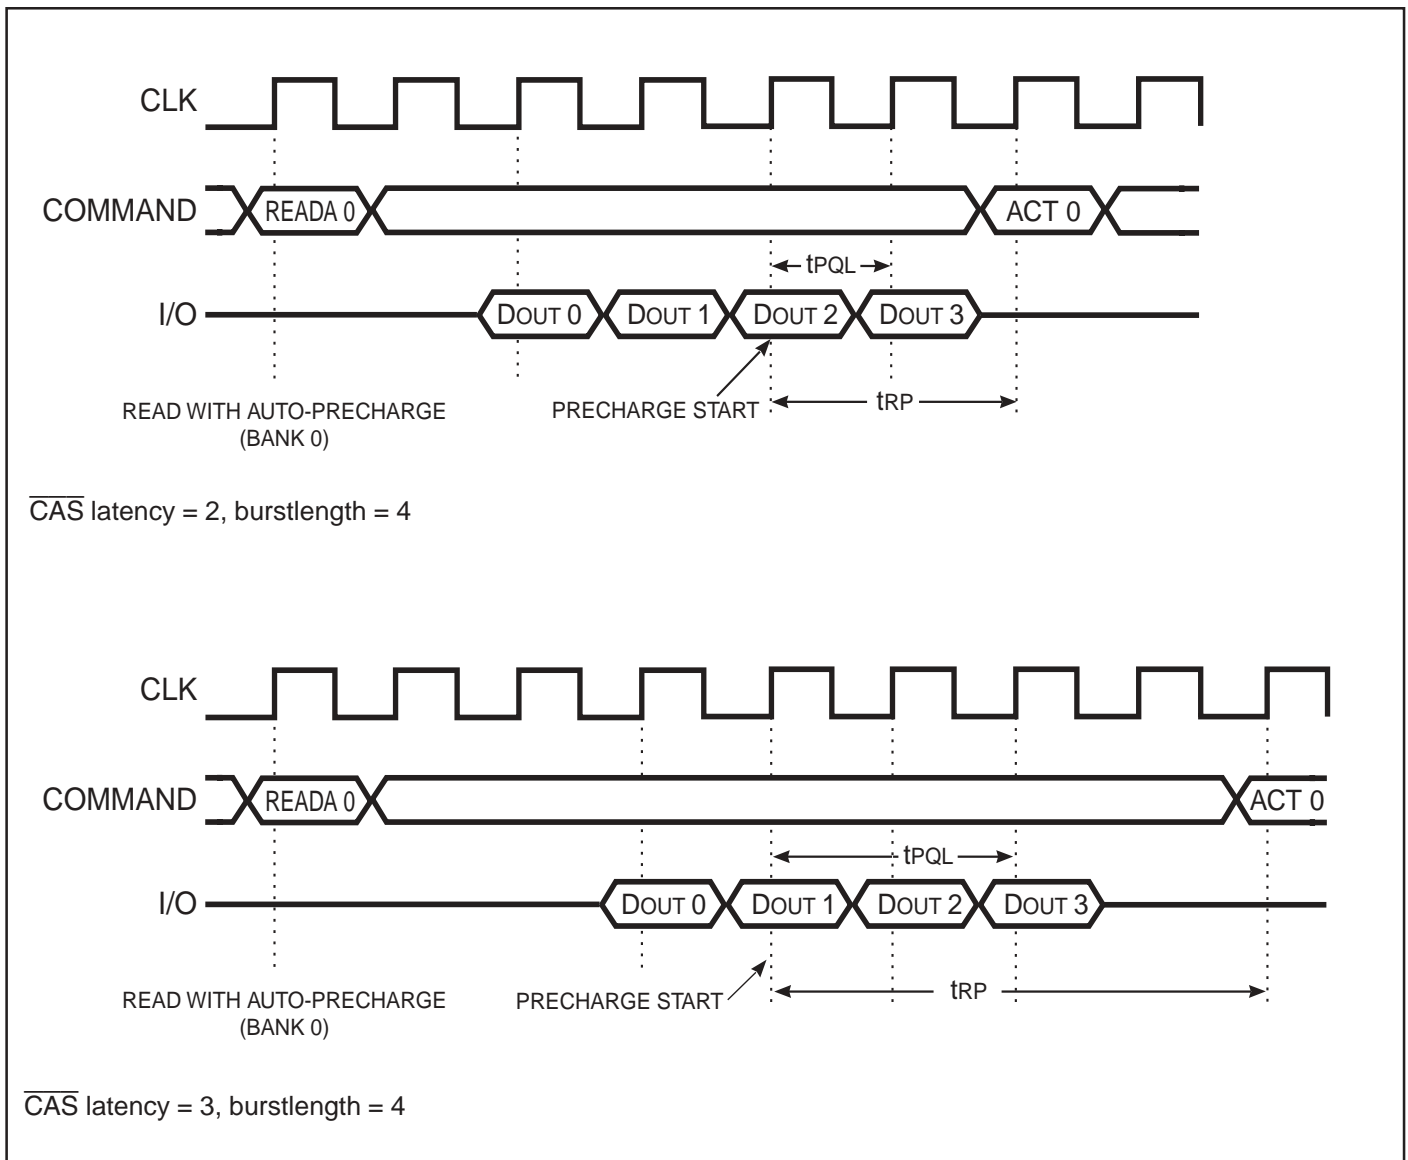 CLK
COMMAND
READA 0
ACT 0
tPQL
I/O
DOUT 0
DOUT 1
DOUT 2
DOUT 3
READ WITH AUTO-PRECHARGE
(BANK 0)
PRECHARGE START
tRP
C̅A̅S̅ latency = 2, burstlength = 4
CLK
COMMAND
READA 0
ACT 0
tPQL
I/O
DOUT 0
DOUT 1
DOUT 2
DOUT 3
READ WITH AUTO-PRECHARGE
(BANK 0)
PRECHARGE START
tRP
C̅A̅S̅ latency = 3, burstlength = 4